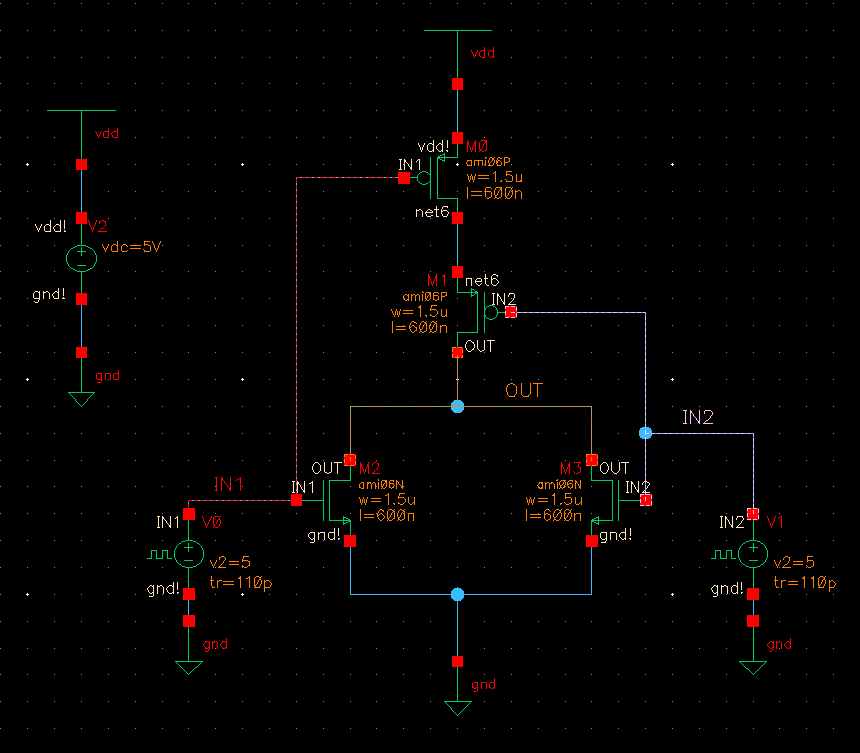 vdd
vdd
vdd!
V2
vdc=5V
gnd!
gnd
vdd!
M0
IN1
ami06P
w=1.5u
l=600n
net6
M1
net6
ami06P
IN2
w=1.5u
l=600n
OUT
OUT
IN2
OUT
M2
IN1
ami06N
w=1.5u
l=600n
gnd!
M3
OUT
ami06N
IN2
w=1.5u
l=600n
gnd!
IN1
IN1
V0
v2=5
gnd!
tr=110p
gnd
IN2
V1
v2=5
gnd!
tr=110p
gnd
gnd